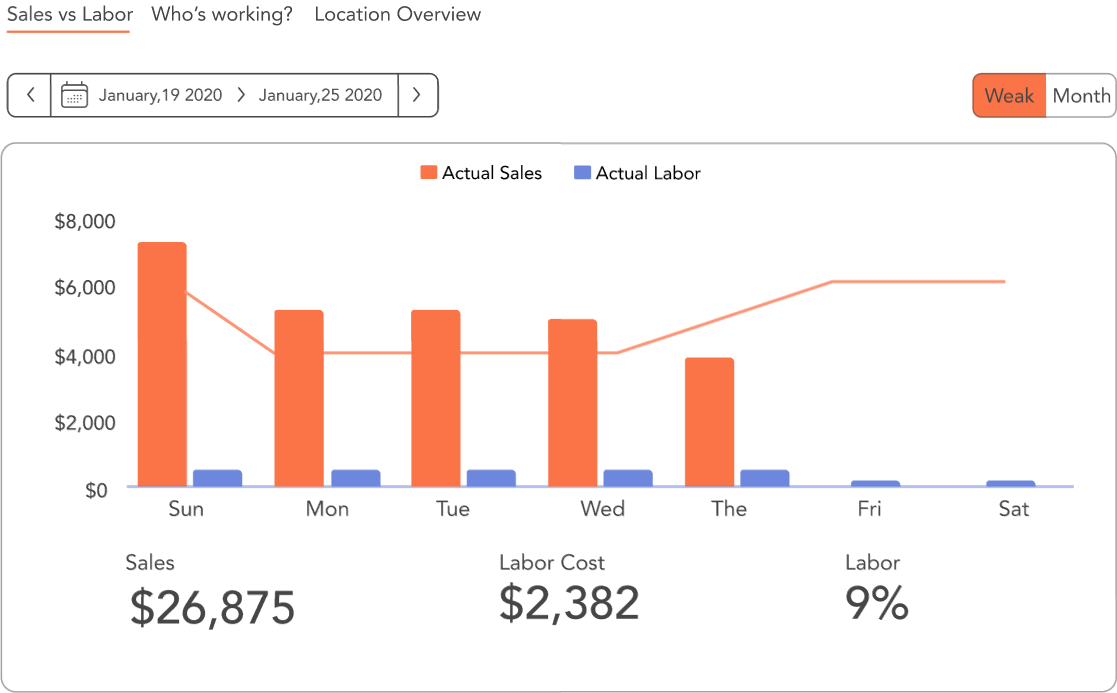 Sales vs Labor Who's working? Location Overview
January,19 2020 January,25 2020 Weak Month
Actual Sales Actual Labor
$8,000
$6,000
$4,000
$2,000
$0
Sun Mon Tue Wed The Fri Sat
Sales Labor Cost Labor
$26,875 $2,382 9%